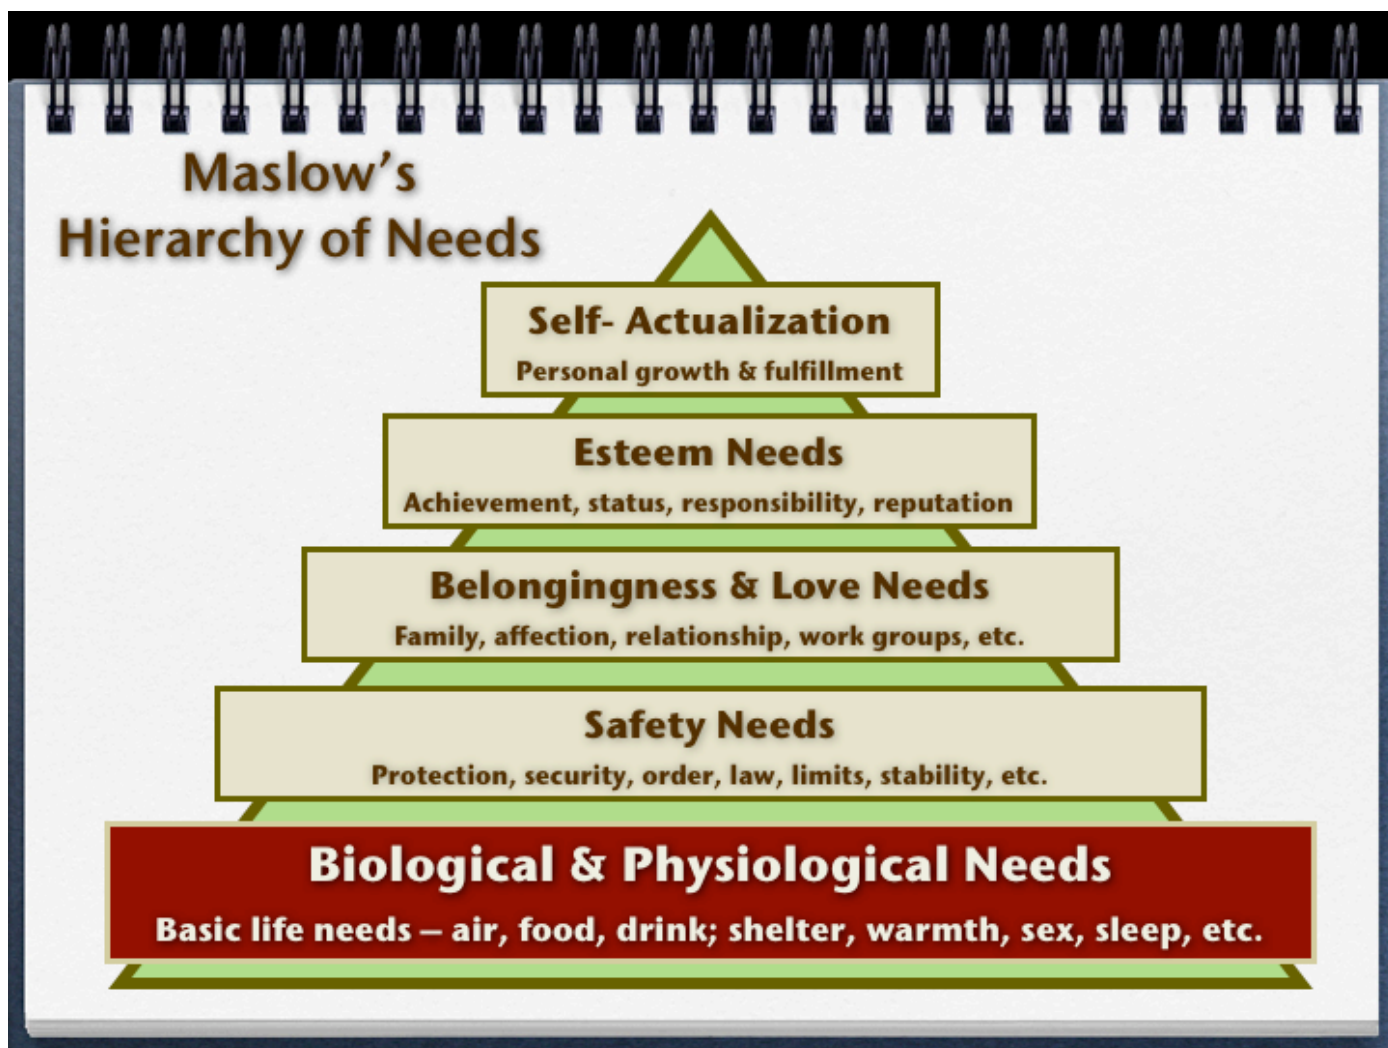 Maslow’s
Hierarchy of Needs
Self- Actualization
Personal growth & fulfillment
Esteem Needs
Achievement, status, responsibility, reputation
Belongingness & Love Needs
Family, affection, relationship, work groups, etc.
Safety Needs
Protection, security, order, law, limits, stability, etc.
Biological & Physiological Needs
Basic life needs – air, food, drink; shelter, warmth, sex, sleep, etc.